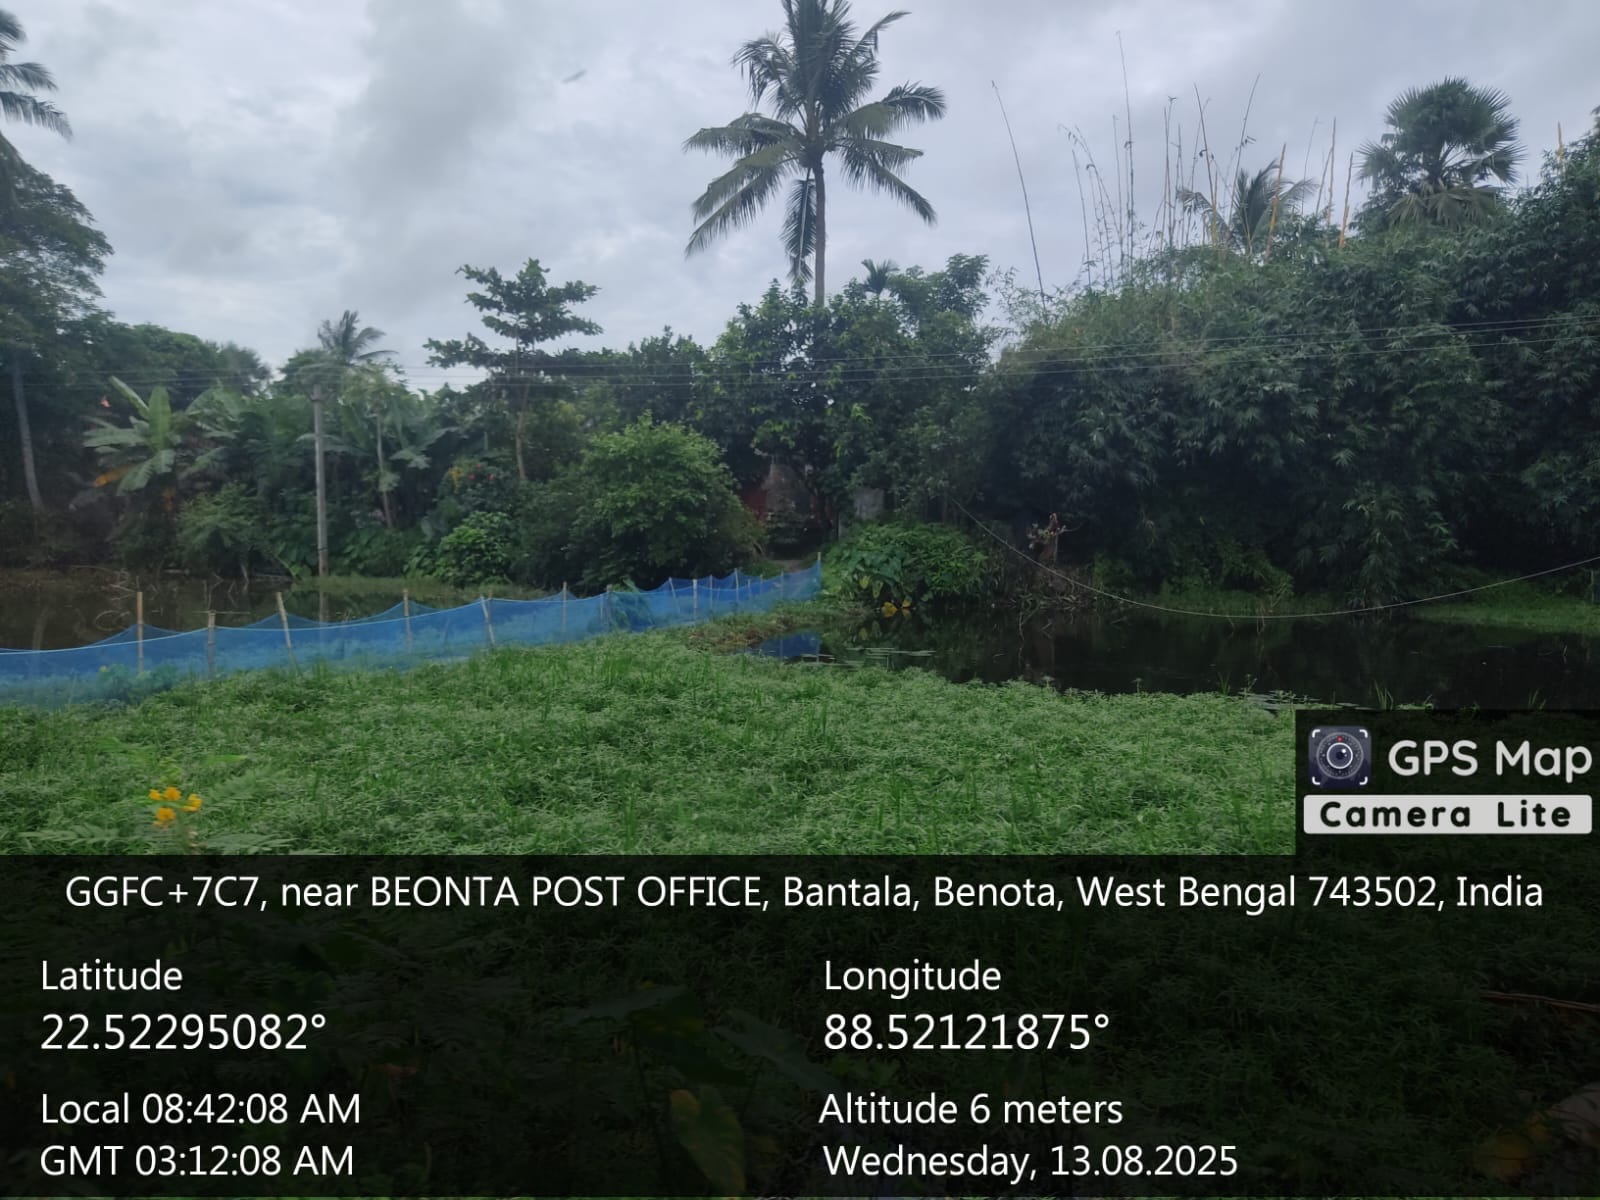 GPS Map
Camera Lite
GGFC+7C7, near BEONTA POST OFFICE, Bantala, Benota, West Bengal 743502, India
Latitude
22.52295082°
Longitude
88.52121875°
Local 08:42:08 AM
GMT 03:12:08 AM
Altitude 6 meters
Wednesday, 13.08.2025